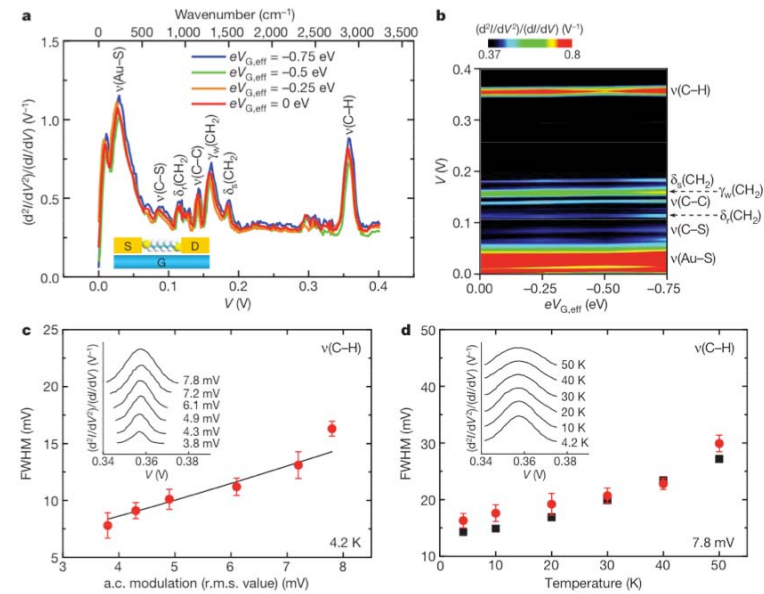 a
Wavenumber (cm⁻¹)
0 500 1,000 1,500 2,000 2,500 3,000 3,500
1.5
1.0
0.5
0.0
(d²I/dV²)/(dI/dV) (V⁻¹)
eV_G,eff = −0.75 eV
eV_G,eff = −0.5 eV
eV_G,eff = −0.25 eV
eV_G,eff = 0 eV
ν(Au–S)
ν(C–S)
δᵣ(CH₂)
ν(C–C)
γ_w(CH₂)
δₛ(CH₂)
ν(C–H)
S D
G
0.0 0.1 0.2 0.3 0.4
V (V)
b
(d²I/dV²)/(dI/dV) (V⁻¹)
0.37 0.8
0.4
0.3
0.2
0.1
0.0
V (V)
ν(C–H)
δₛ(CH₂)
γ_w(CH₂)
ν(C–C)
δᵣ(CH₂)
ν(C–S)
ν(Au–S)
0.00 −0.25 −0.50 −0.75
eV_G,eff (eV)
c
25
20
15
10
5
FWHM (mV)
ν(C–H)
(d²I/dV²)/(dI/dV) (V⁻¹)
7.8 mV
7.2 mV
6.1 mV
4.9 mV
4.3 mV
3.8 mV
0.34 0.36 0.38
V (V)
4.2 K
3 4 5 6 7 8
a.c. modulation (r.m.s. value) (mV)
d
50
40
30
20
10
FWHM (mV)
ν(C–H)
(d²I/dV²)/(dI/dV) (V⁻¹)
50 K
40 K
30 K
20 K
10 K
4.2 K
0.34 0.36 0.38
V (V)
7.8 mV
0 10 20 30 40 50
Temperature (K)